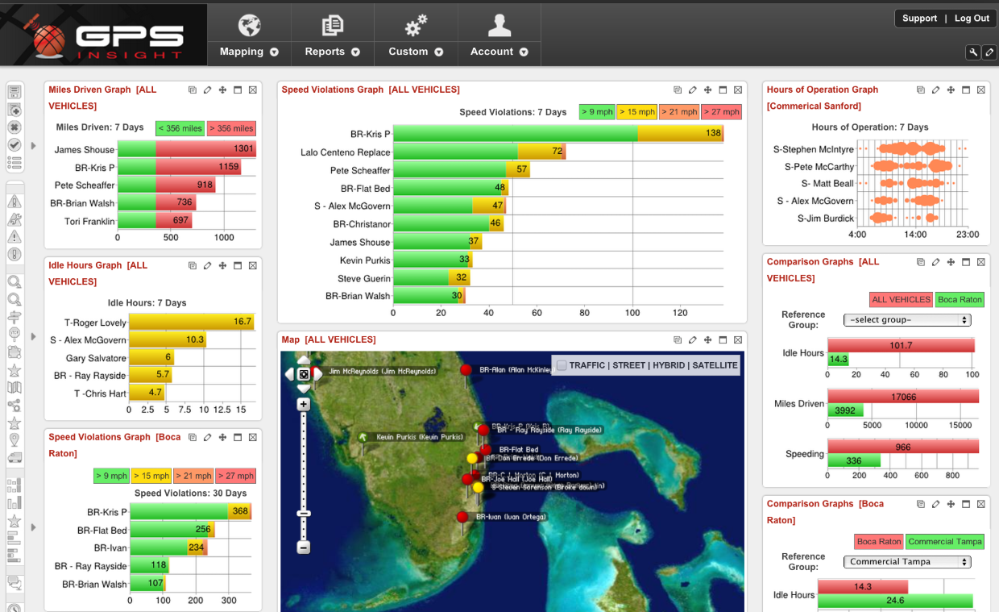 GPS
INSIGHT
Mapping
Reports
Custom
Account
Support | Log Out
Miles Driven Graph [ALL
VEHICLES]
Miles Driven: 7 Days
< 356 miles
> 356 miles
James Shouse 1301
BR-Kris P 1159
Pete Scheaffer 918
BR-Brian Walsh 736
Tori Franklin 697
0 500 1000
Idle Hours Graph [ALL
VEHICLES]
Idle Hours: 7 Days
T-Roger Lovely 16.7
S - Alex McGovern 10.3
Gary Salvatore 6
BR - Ray Rayside 5.7
T -Chris Hart 4.7
0 2.5 5 7.5 10 12.5 15
Speed Violations Graph [Boca
Raton]
> 9 mph > 15 mph > 21 mph > 27 mph
Speed Violations: 30 Days
BR-Kris P 368
BR-Flat Bed 256
BR-Ivan 234
BR - Ray Rayside 118
BR-Brian Walsh 107
0 100 200 300
Speed Violations Graph [ALL VEHICLES]
Speed Violations: 7 Days > 9 mph > 15 mph > 21 mph > 27 mph
BR-Kris P 138
Lalo Centeno Replace 72
Pete Scheaffer 57
BR-Flat Bed 48
S - Alex McGovern 47
BR-Christanor 46
James Shouse 37
Kevin Purkis 33
Steve Guerin 32
BR-Brian Walsh 30
0 20 40 60 80 100 120
Map [ALL VEHICLES]
TRAFFIC | STREET | HYBRID | SATELLITE
Jim McReynolds (Jim McReynolds)
BR-Alan (Alan McKinley
BR-Kris P (Kris P)
BR - Ray Rayside (Ray Rayside)
Kevin Purkis (Kevin Purkis)
BR-Flat Bed
BR-Don Errede (Don Errede)
BR-C.J. Morton (C.J. Morton)
BR-Joe Hall (Joe Hall)
S-Steven Sorenson (Broke down)
BR-Ivan (Ivan Ortega)
Hours of Operation Graph
[Commerical Sanford]
Hours of Operation: 7 Days
S-Stephen McIntyre
S-Pete McCarthy
S- Matt Beall
S - Alex McGovern
S-Jim Burdick
4:00 14:00 23:00
Comparison Graphs [ALL
VEHICLES]
ALL VEHICLES Boca Raton
Reference
Group:
-select group-
Idle Hours 101.7
14.3
0 20 40 60 80 100
Miles Driven 17066
3992
0 5000 10000 15000
Speeding 966
336
0 200 400 600 800
Comparison Graphs [Boca
Raton]
Boca Raton Commercial Tampa
Reference
Group:
Commercial Tampa
Idle Hours 14.3
24.6